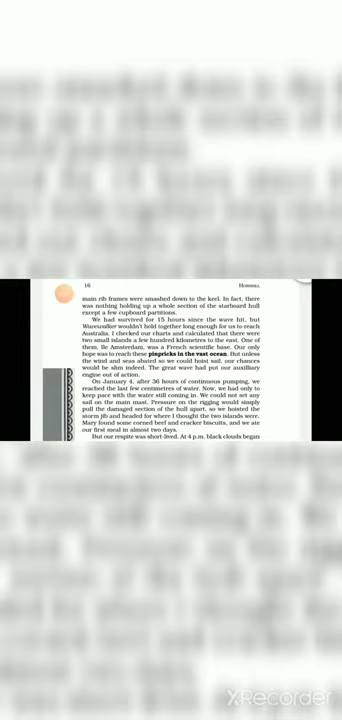 16
HORNBILL
main rib frames were smashed down to the keel. In fact, there
was nothing holding up a whole section of the starboard hull
except a few cupboard partitions.
We had survived for 15 hours since the wave hit, but
Wavewalker wouldn't hold together long enough for us to reach
Australia. I checked our charts and calculated that there were
two small islands a few hundred kilometres to the east. One of
them, Ile Amsterdam, was a French scientific base. Our only
hope was to reach these pinpricks in the vast ocean. But unless
the wind and seas abated so we could hoist sail, our chances
would be slim indeed. The great wave had put our auxilliary
engine out of action.
On January 4, after 36 hours of continuous pumping, we
reached the last few centimetres of water. Now, we had only to
keep pace with the water still coming in. We could not set any
sail on the main mast. Pressure on the rigging would simply
pull the damaged section of the hull apart, so we hoisted the
storm jib and headed for where I thought the two islands were.
Mary found some corned beef and cracker biscuits, and we ate
our first meal in almost two days.
But our respite was short-lived. At 4 p.m. black clouds began
XRecorder